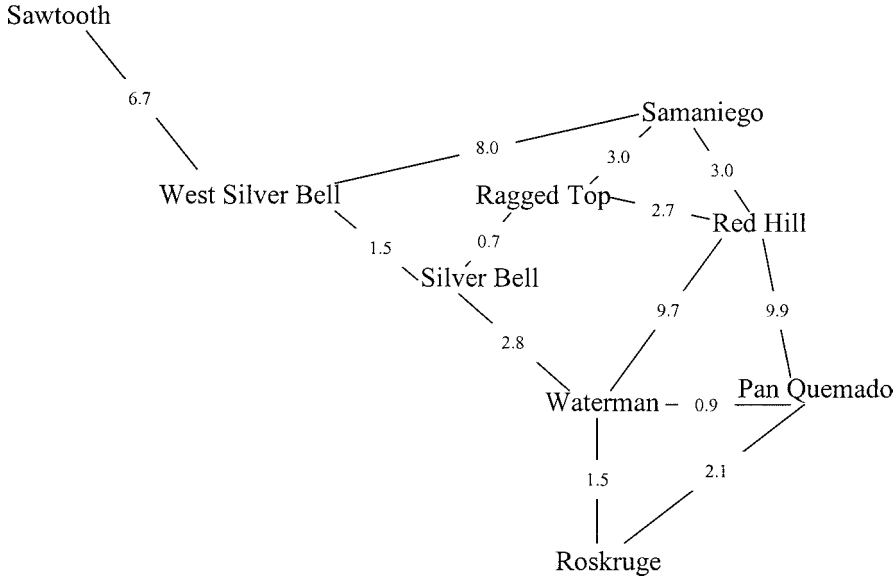 Sawtooth
6.7
Samaniego
8.0
3.0
3.0
West Silver Bell
Ragged Top
2.7
Red Hill
1.5
0.7
Silver Bell
9.7
9.9
2.8
Pan Quemado
Waterman
0.9
1.5
2.1
Roskruge